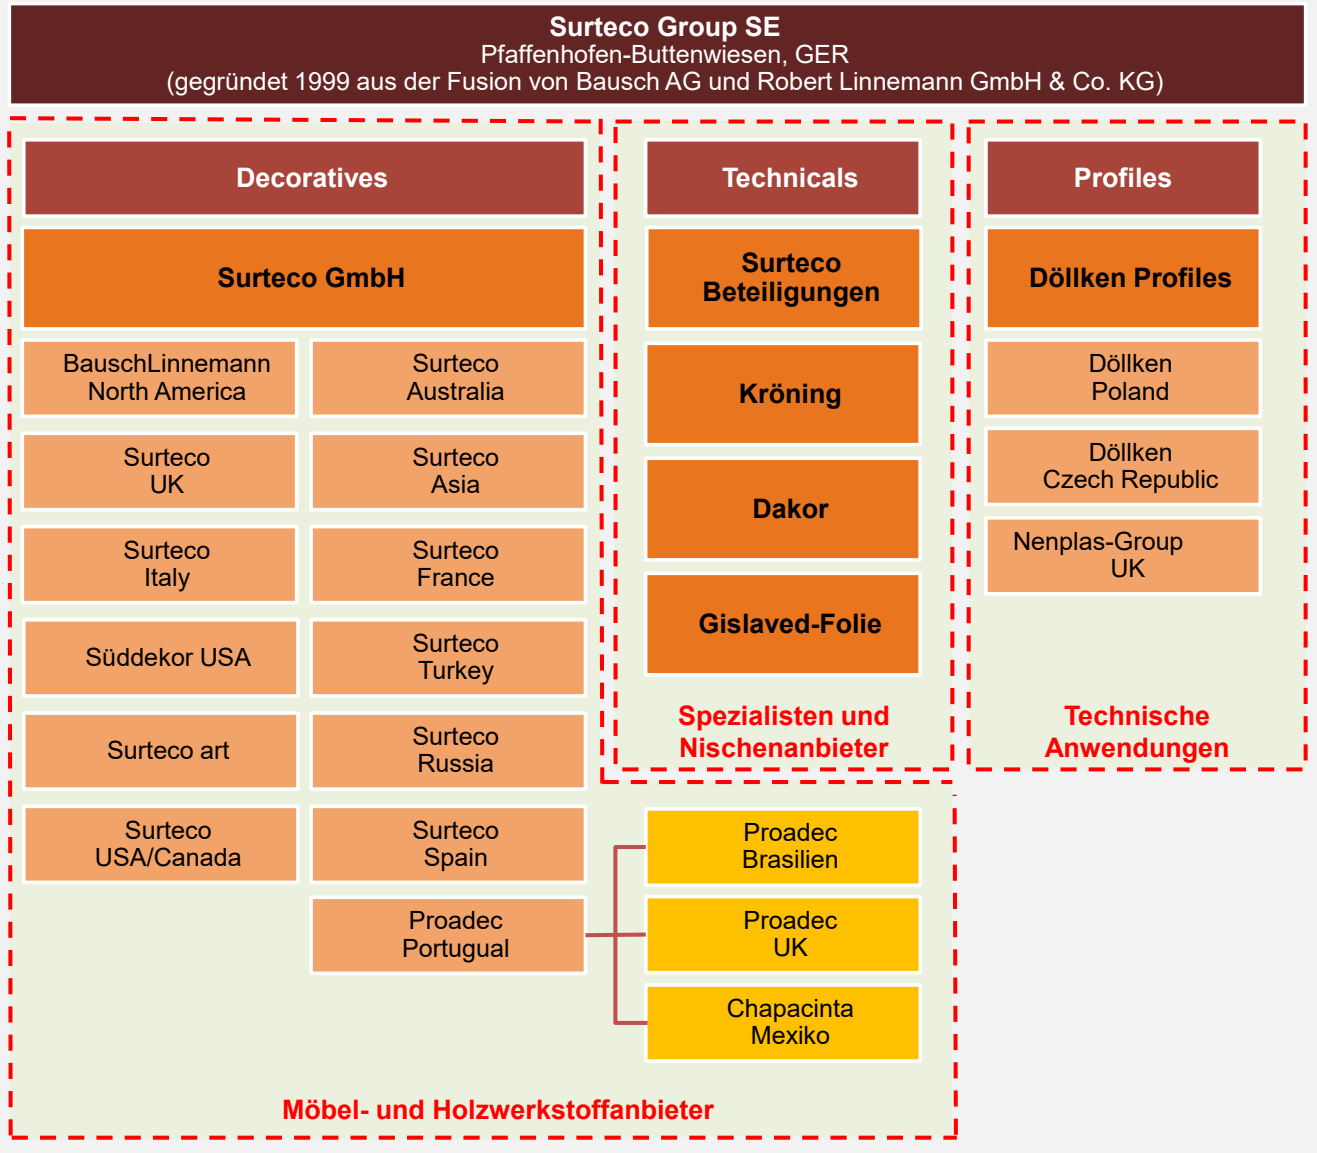 Surteco Group SE
Pfaffenhofen-Buttenwiesen, GER
(gegründet 1999 aus der Fusion von Bausch AG und Robert Linnemann GmbH & Co. KG)
Decoratives
Surteco GmbH
BauschLinnemann
North America
Surteco
Australia
Surteco
UK
Surteco
Asia
Surteco
Italy
Surteco
France
Süddekor USA
Surteco
Turkey
Surteco art
Surteco
Russia
Surteco
USA/Canada
Surteco
Spain
Proadec
Portugual
Proadec
Brasilien
Proadec
UK
Chapacinta
Mexiko
Möbel- und Holzwerkstoffanbieter
Technicals
Surteco
Beteiligungen
Kröning
Dakor
Gislaved-Folie
Spezialisten und
Nischenanbieter
Profiles
Döllken Profiles
Döllken
Poland
Döllken
Czech Republic
Nenplas-Group
UK
Technische
Anwendungen